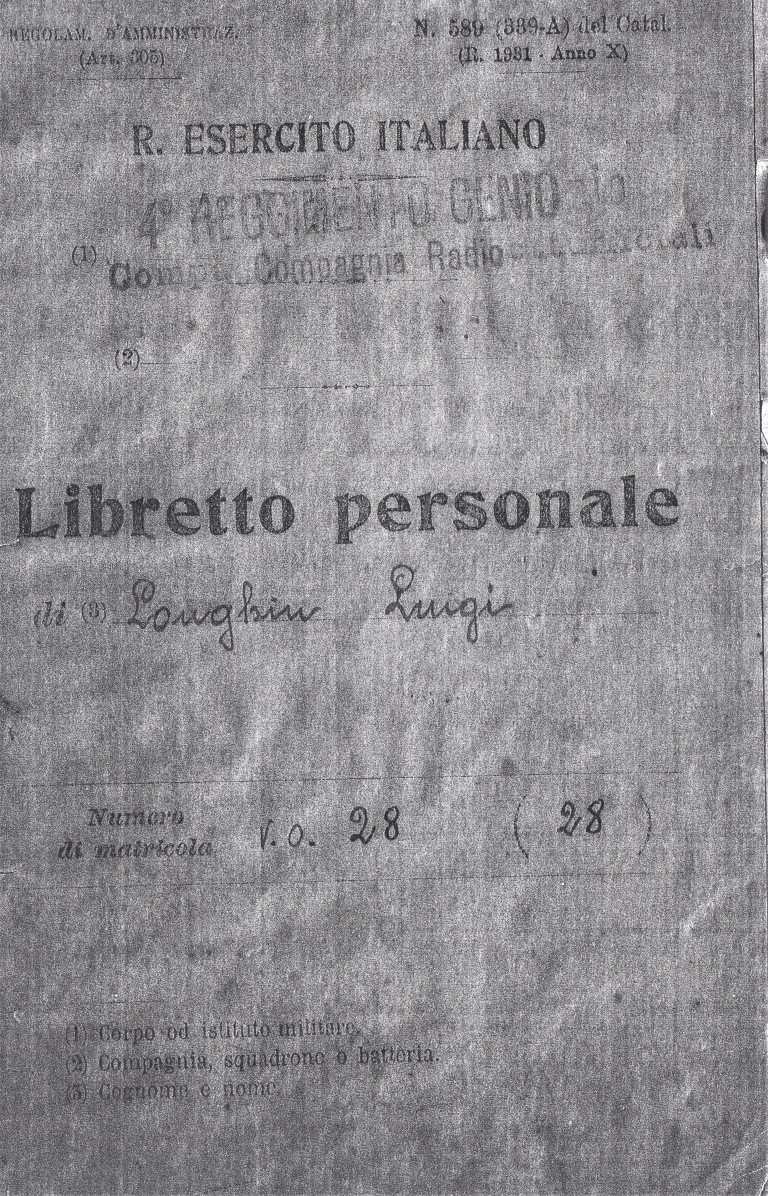 REGOLAM. D'AMMINISTRAZ.
(Art. 305)
N. 589 (389-A) del Catal.
(R. 1931 - Anno X)
R. ESERCITO ITALIANO
4° REGGIMENTO GENIO
(1) Compagnia Radio
(2)
Libretto personale
di (3) Longhin Luigi
Numero
di matricola V. O. 28 ( 28 )
(1) Corpo od istituto militare.
(2) Compagnia, squadrone o batteria.
(3) Cognome e nome.